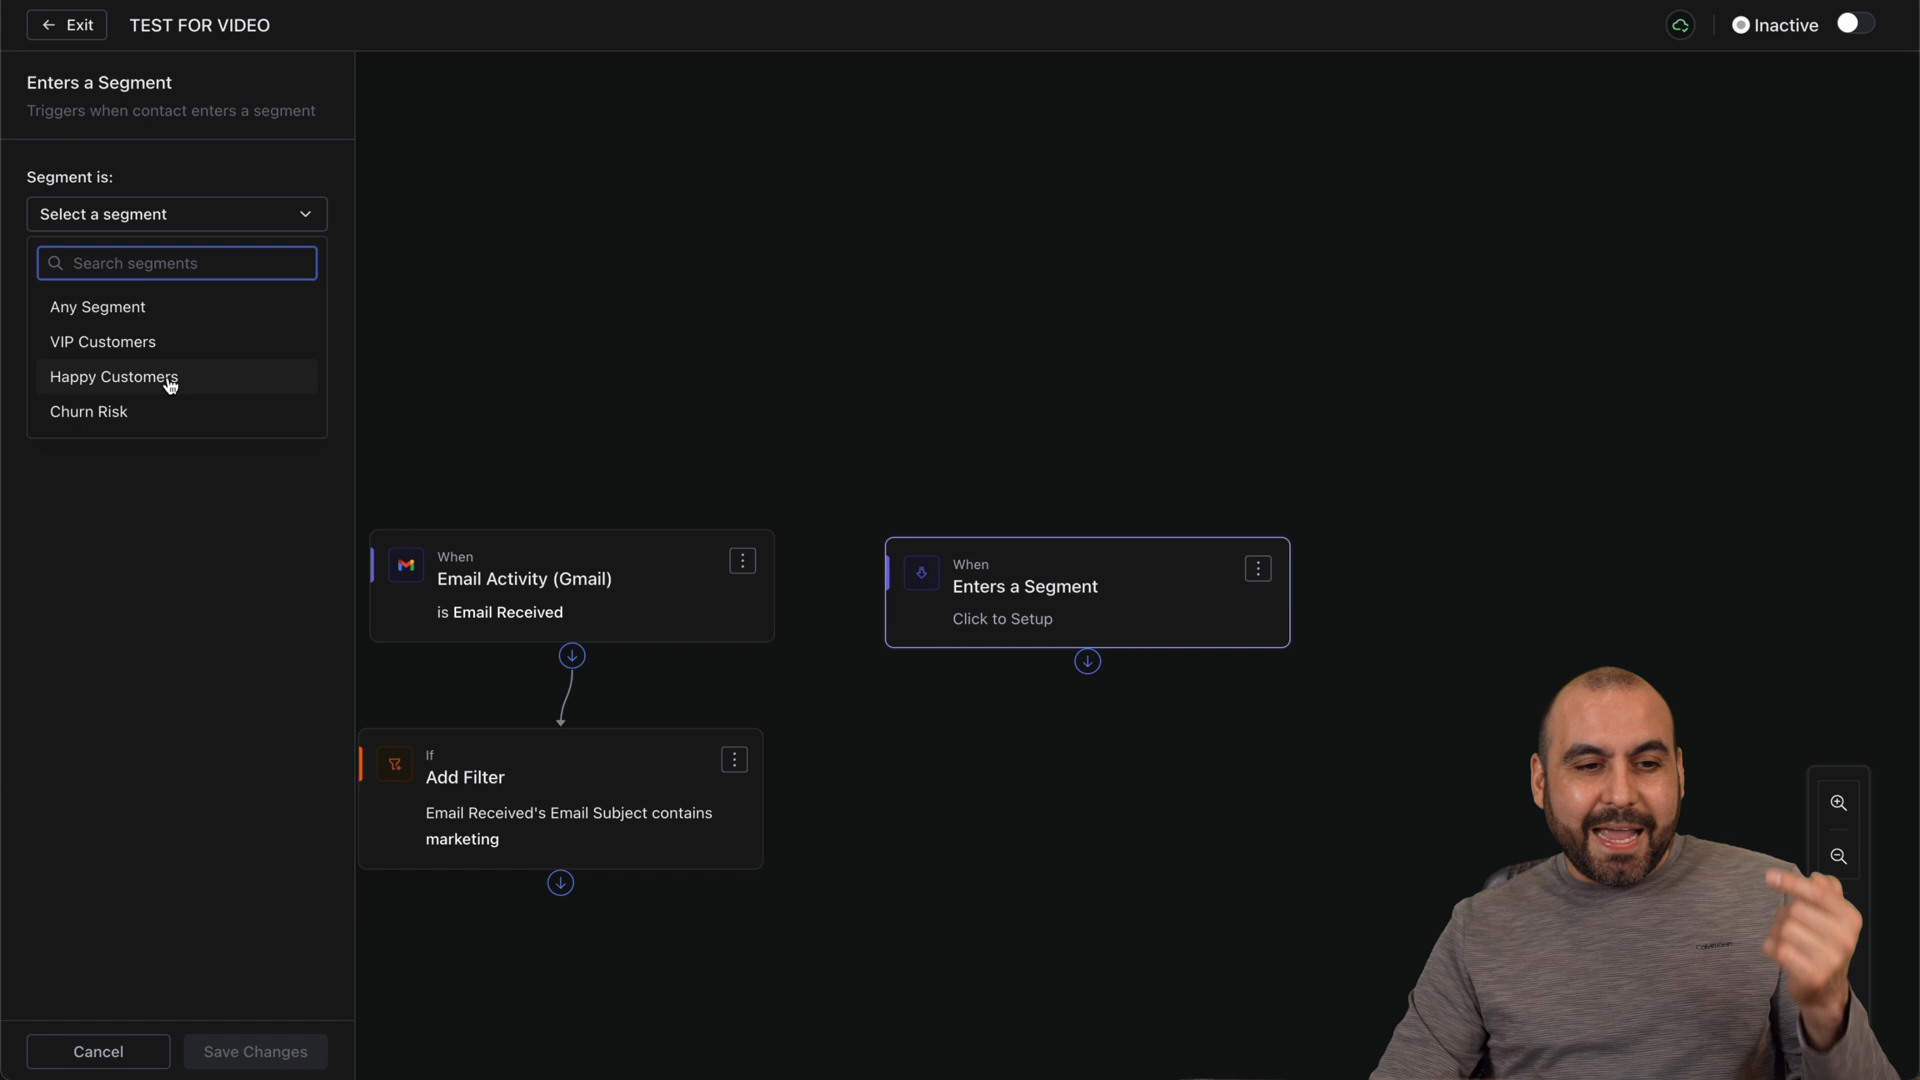 Exit
TEST FOR VIDEO
Inactive
Enters a Segment
Triggers when contact enters a segment
Segment is:
Select a segment
Search segments
Any Segment
VIP Customers
Happy Customers
Churn Risk
When
Email Activity (Gmail)
is Email Received
When
Enters a Segment
Click to Setup
If
Add Filter
Email Received's Email Subject contains
marketing
Cancel
Save Changes